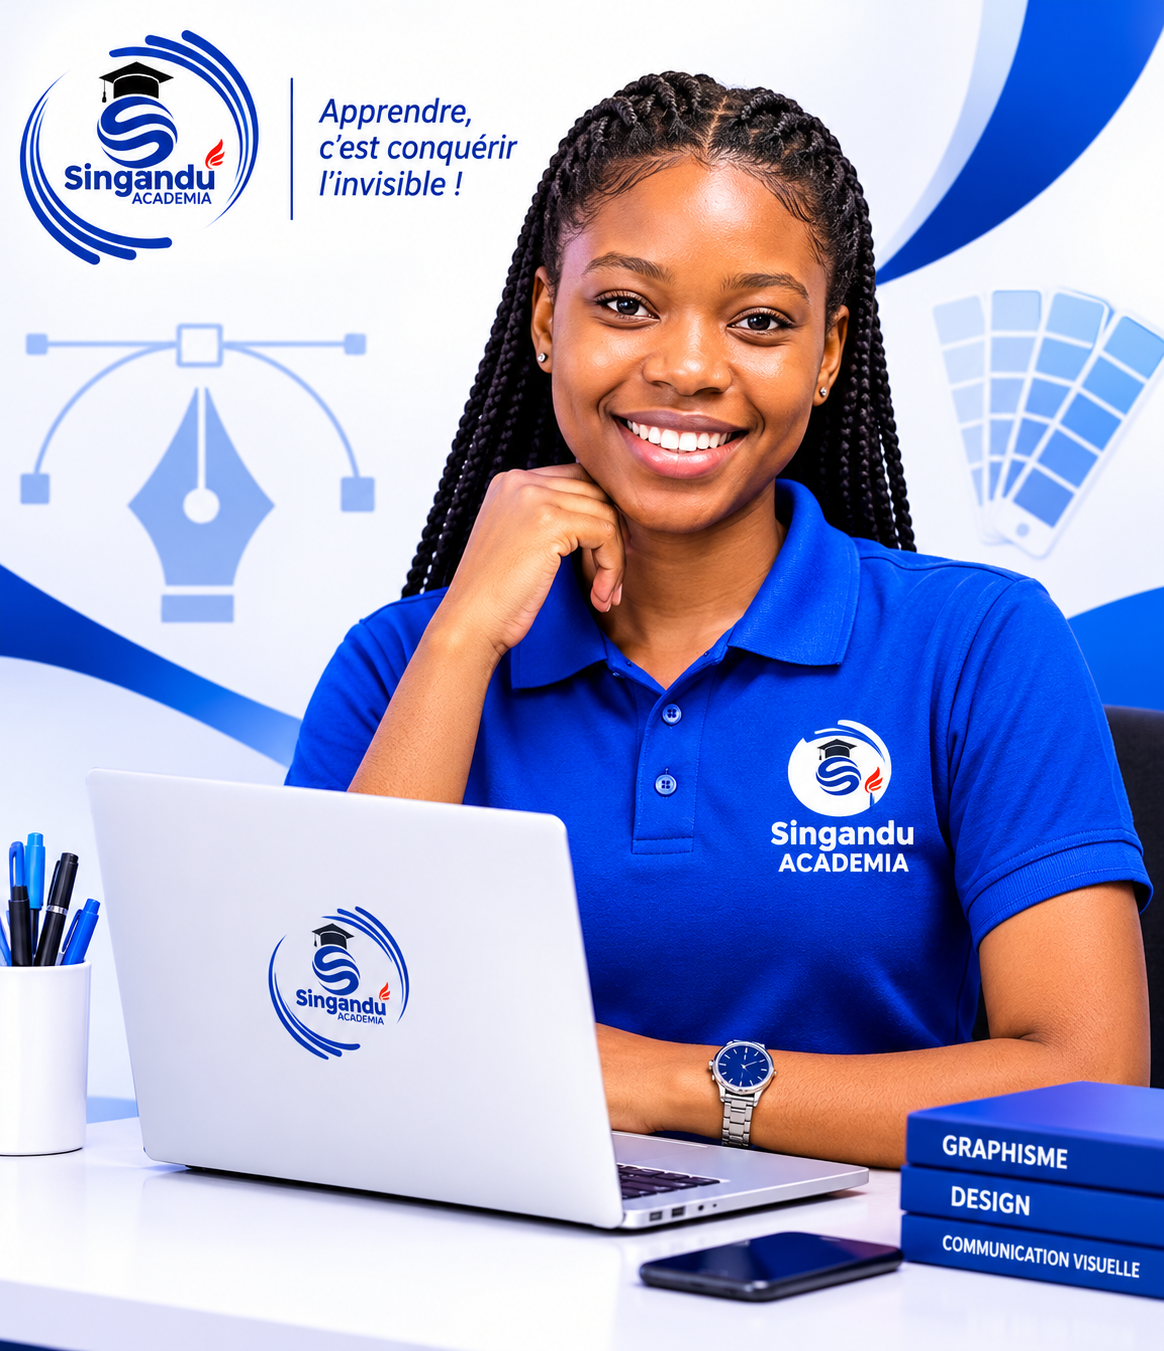 Singandu
ACADEMIA
Apprendre,
c'est conquérir
l'invisible !
Singandu
ACADEMIA
Singandu
ACADEMIA
GRAPHISME
DESIGN
COMMUNICATION VISUELLE